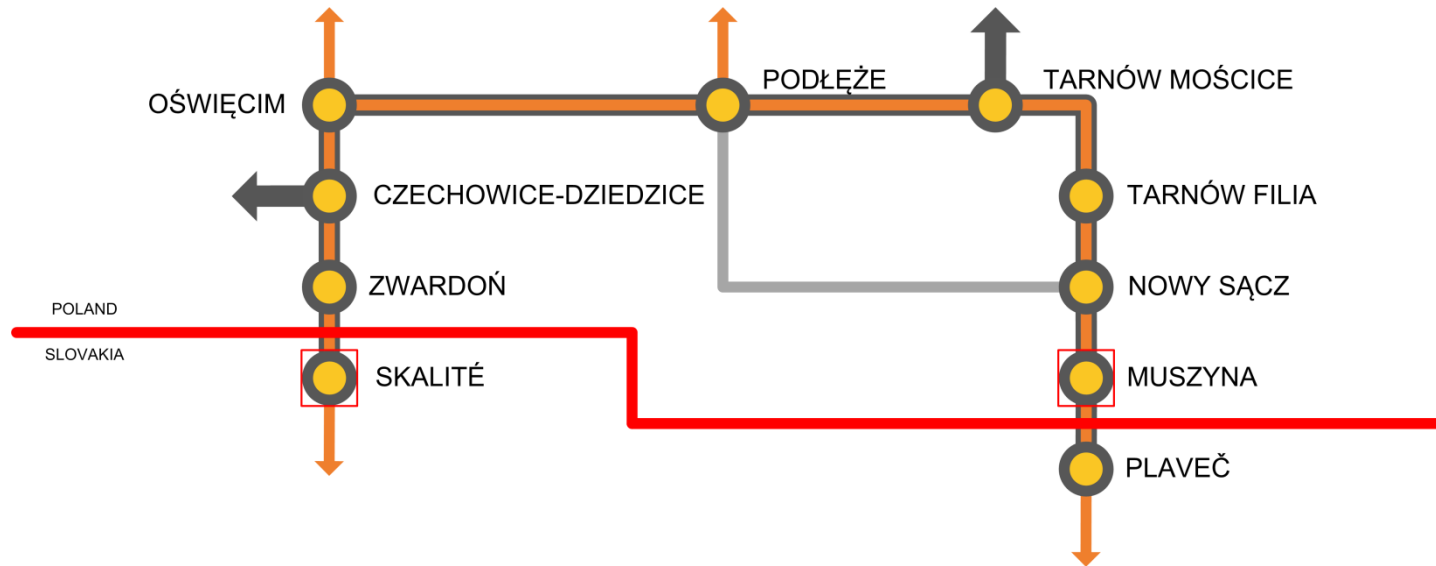 PODŁĘŻE
TARNÓW MOŚCICE
OŚWIĘCIM
CZECHOWICE-DZIEDZICE
TARNÓW FILIA
ZWARDOŃ
NOWY SĄCZ
POLAND
SLOVAKIA
SKALITÉ
MUSZYNA
PLAVEČ